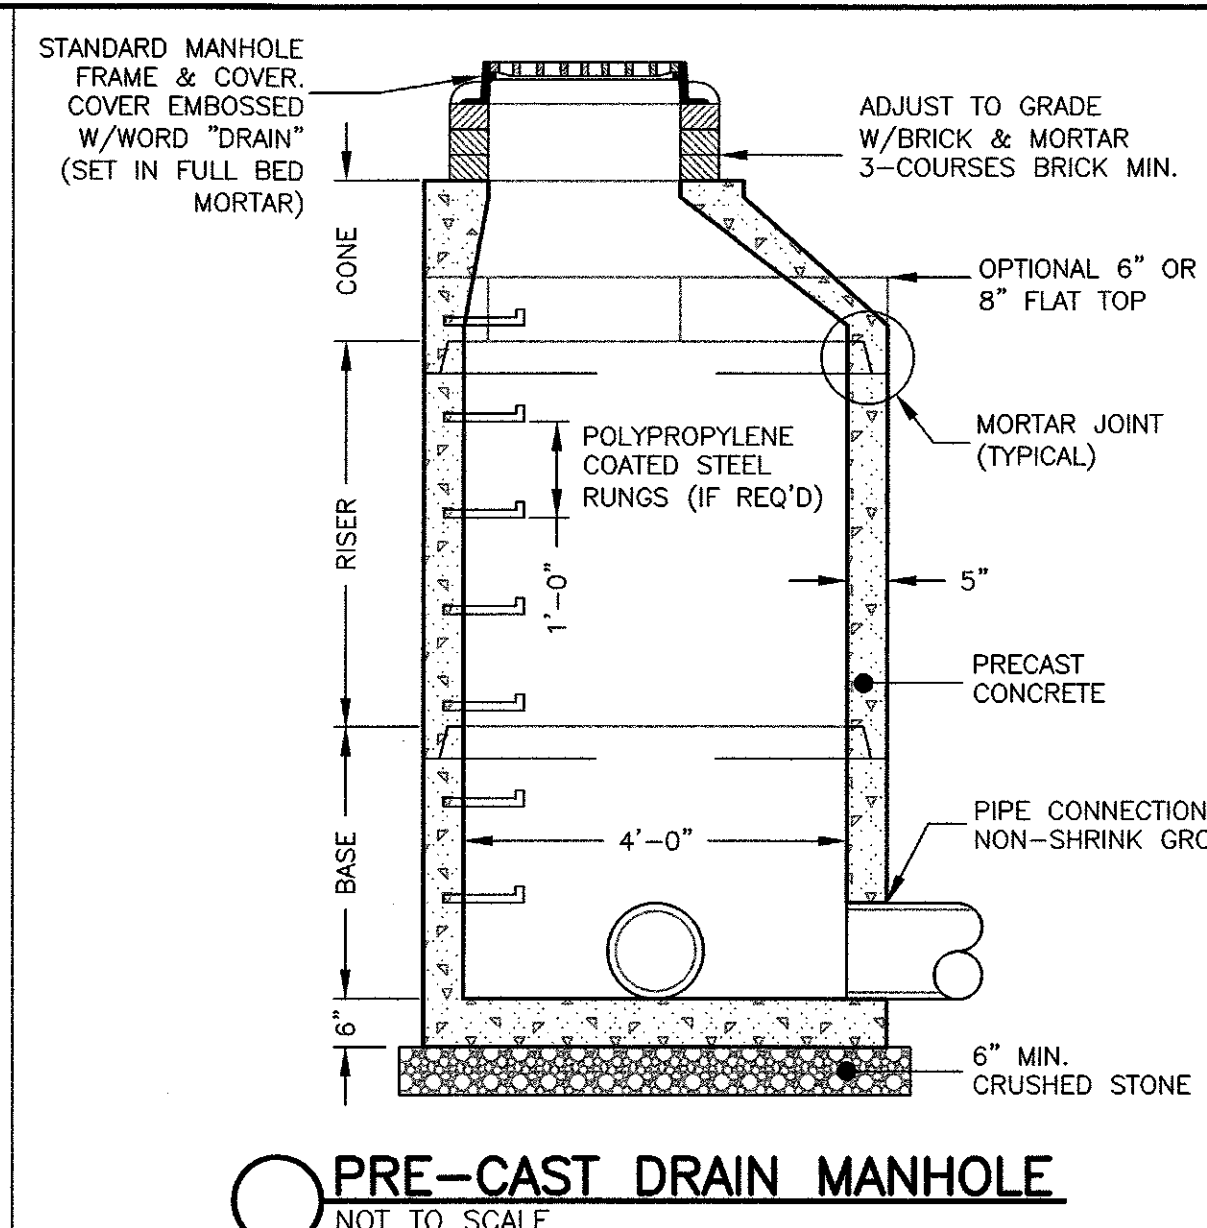 STANDARD MANHOLE
FRAME & COVER.
COVER EMBOSSED
W/WORD "DRAIN"
(SET IN FULL BED
MORTAR)
ADJUST TO GRADE
W/BRICK & MORTAR
3-COURSES BRICK MIN.
CONE
OPTIONAL 6" OR
8" FLAT TOP
MORTAR JOINT
(TYPICAL)
POLYPROPYLENE
COATED STEEL
RUNGS (IF REQ'D)
RISER
1'-0"
5"
PRECAST
CONCRETE
BASE
4'-0"
PIPE CONNECTION
NON-SHRINK
6"
6" MIN.
CRUSHED STONE
PRE-CAST DRAIN MANHOLE
NOT TO SCALE